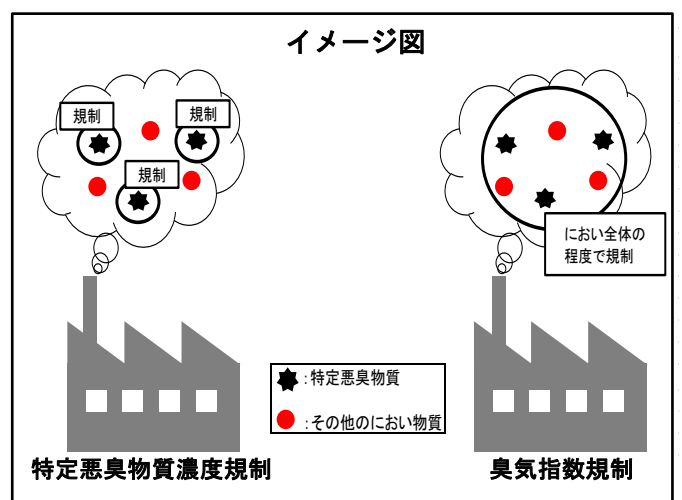 イメージ図
規制
規制
規制
におい全体の
程度で規制
:特定悪臭物質
:その他のにおい物質
特定悪臭物質濃度規制
臭気指数規制